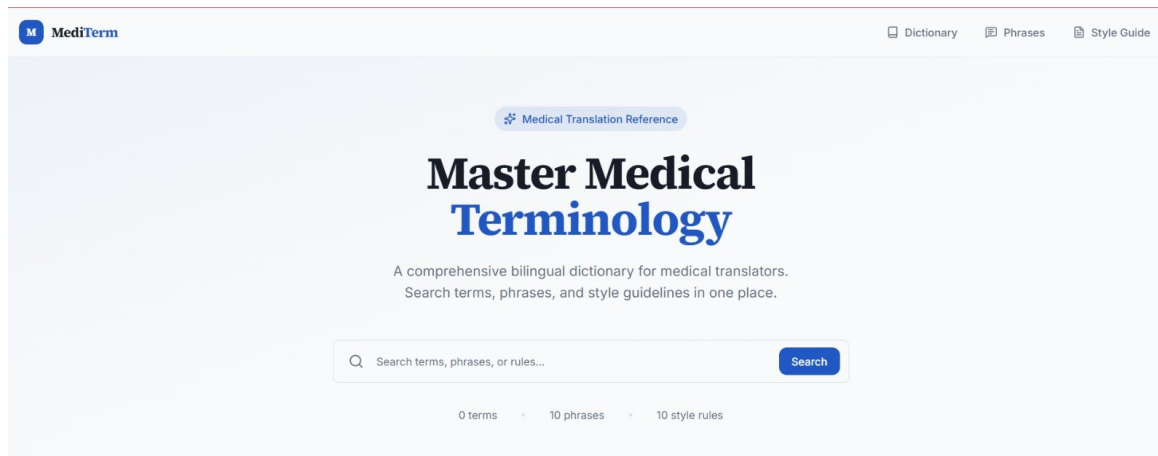 M MediTerm
Dictionary
Phrases
Style Guide
Medical Translation Reference
Master Medical
Terminology
A comprehensive bilingual dictionary for medical translators.
Search terms, phrases, and style guidelines in one place.
Search terms, phrases, or rules...
Search
0 terms • 10 phrases • 10 style rules